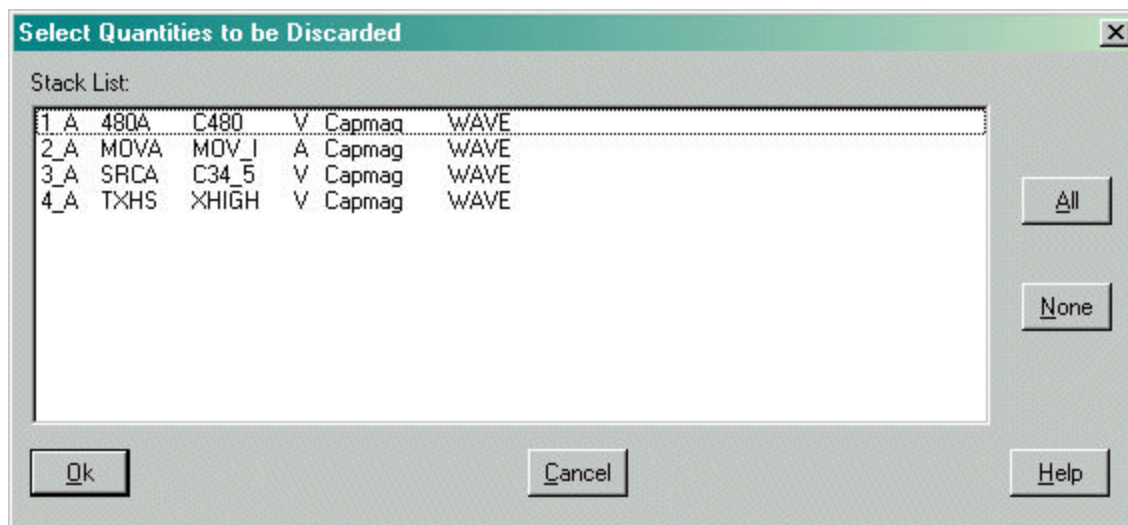 Select Quantities to be Discarded
Stack List:
1_A 480A C480 V Capmag WAVE
2_A MOVA MOV_I A Capmag WAVE
3_A SRCA C34_5 V Capmag WAVE
4_A TXHS XHIGH V Capmag WAVE
All
None
Ok Cancel Help